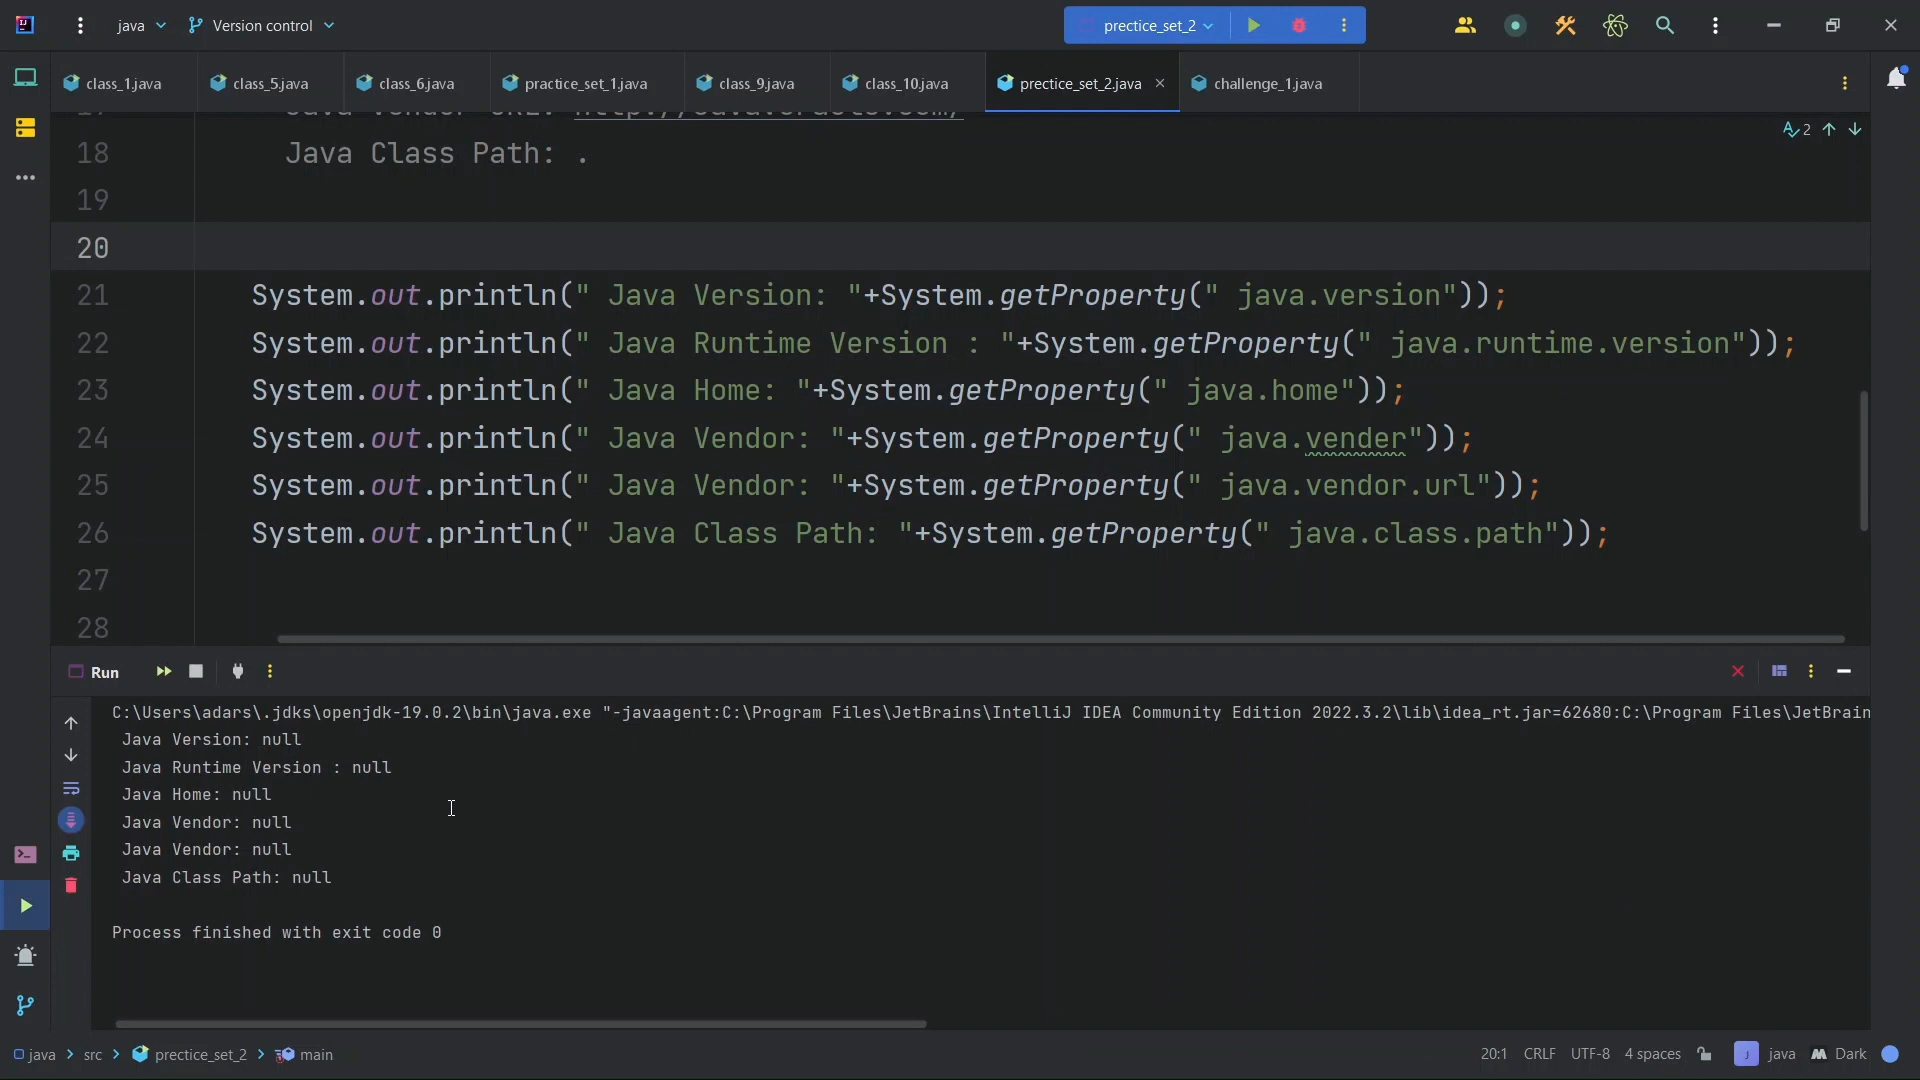 java Version control prectice_set_2
class_1.java class_5.java class_6.java practice_set_1.java class_9.java class_10.java prectice_set_2.java challenge_1.java
2
18 Java Class Path: .
19
20
21 System.out.println(" Java Version: "+System.getProperty(" java.version"));
22 System.out.println(" Java Runtime Version : "+System.getProperty(" java.runtime.version"));
23 System.out.println(" Java Home: "+System.getProperty(" java.home"));
24 System.out.println(" Java Vendor: "+System.getProperty(" java.vender"));
25 System.out.println(" Java Vendor: "+System.getProperty(" java.vendor.url"));
26 System.out.println(" Java Class Path: "+System.getProperty(" java.class.path"));
27
28
Run
C:\Users\adars\.jdks\openjdk-19.0.2\bin\java.exe "-javaagent:C:\Program Files\JetBrains\IntelliJ IDEA Community Edition 2022.3.2\lib\idea_rt.jar=62680:C:\Program Files\JetBrain
Java Version: null
Java Runtime Version : null
Java Home: null
Java Vendor: null
Java Vendor: null
Java Class Path: null
Process finished with exit code 0
java src prectice_set_2 main 20:1 CRLF UTF-8 4 spaces java Dark